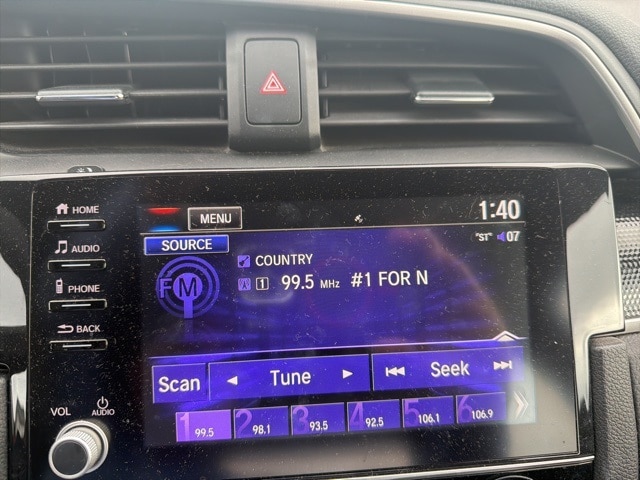 HOME
AUDIO
PHONE
BACK
VOL
AUDIO
MENU
1:40
SOURCE
"ST" 07
COUNTRY
FM
1 99.5 MHz #1 FOR N
Scan
Tune
Seek
1 99.5
2 98.1
3 93.5
4 92.5
5 106.1
6 106.9